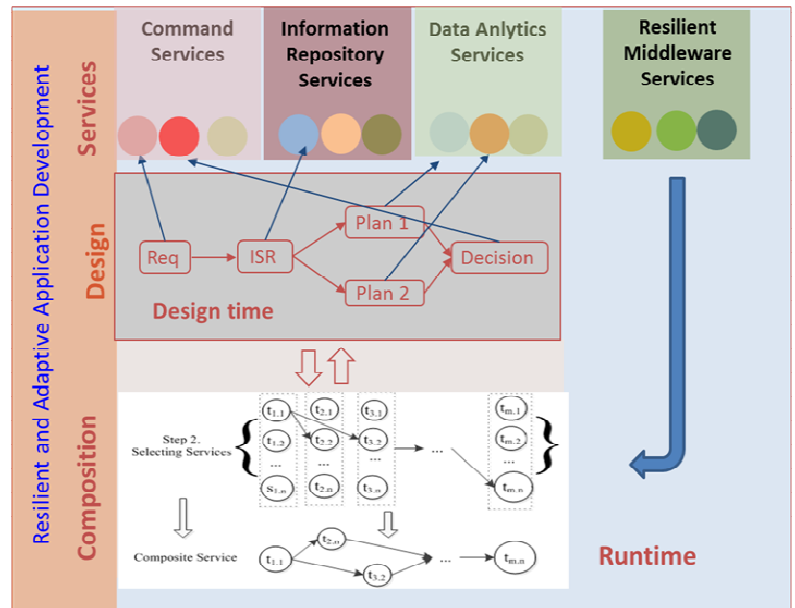 Resilient and Adaptive Application Development
Services
Design
Composition
Command
Services
Information
Repository
Services
Data Anlytics
Services
Resilient
Middleware
Services
Req
ISR
Plan 1
Plan 2
Decision
Design time
Step 2.
Selecting Services
{
t1.1
t2.1
t3.1
tm.1
t1.2
t2.2
t3.2
...
tm.2
...
...
...
...
s1.n
t2.n
t3.n
tm.n
}
Composite Service
t1.1
t2.n
t3.2
...
tm.n
Runtime